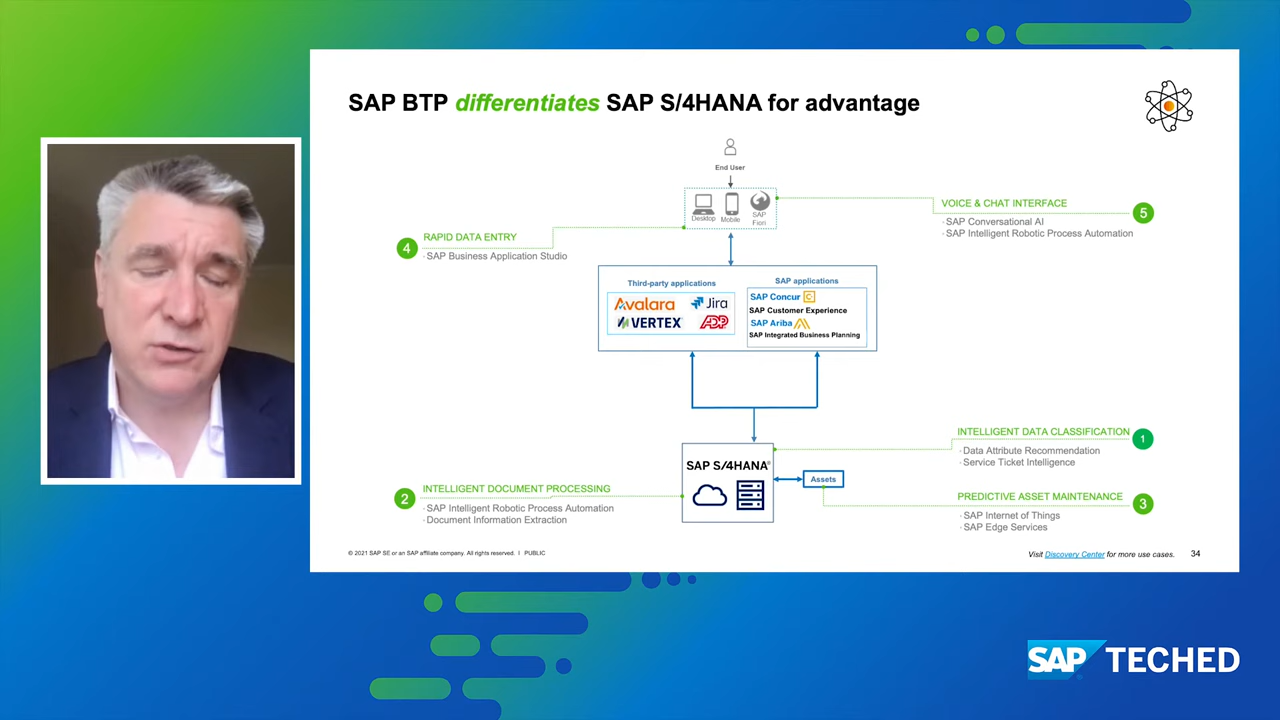 SAP BTP differentiates SAP S/4HANA for advantage
End User
Desktop
Mobile
SAP
Fiori
VOICE & CHAT INTERFACE
5
· SAP Conversational AI
· SAP Intelligent Robotic Process Automation
4
RAPID DATA ENTRY
· SAP Business Application Studio
Third-party applications
Avalara
Jira
VERTEX
ADP
SAP applications
SAP Concur C
SAP Customer Experience
SAP Ariba
SAP Integrated Business Planning
INTELLIGENT DATA CLASSIFICATION
1
· Data Attribute Recommendation
· Service Ticket Intelligence
SAP S/4HANA®
Assets
2
INTELLIGENT DOCUMENT PROCESSING
· SAP Intelligent Robotic Process Automation
· Document Information Extraction
PREDICTIVE ASSET MAINTENANCE
3
· SAP Internet of Things
· SAP Edge Services
© 2021 SAP SE or an SAP affiliate company. All rights reserved. I PUBLIC
Visit Discovery Center for more use cases.
34
SAP TECHED